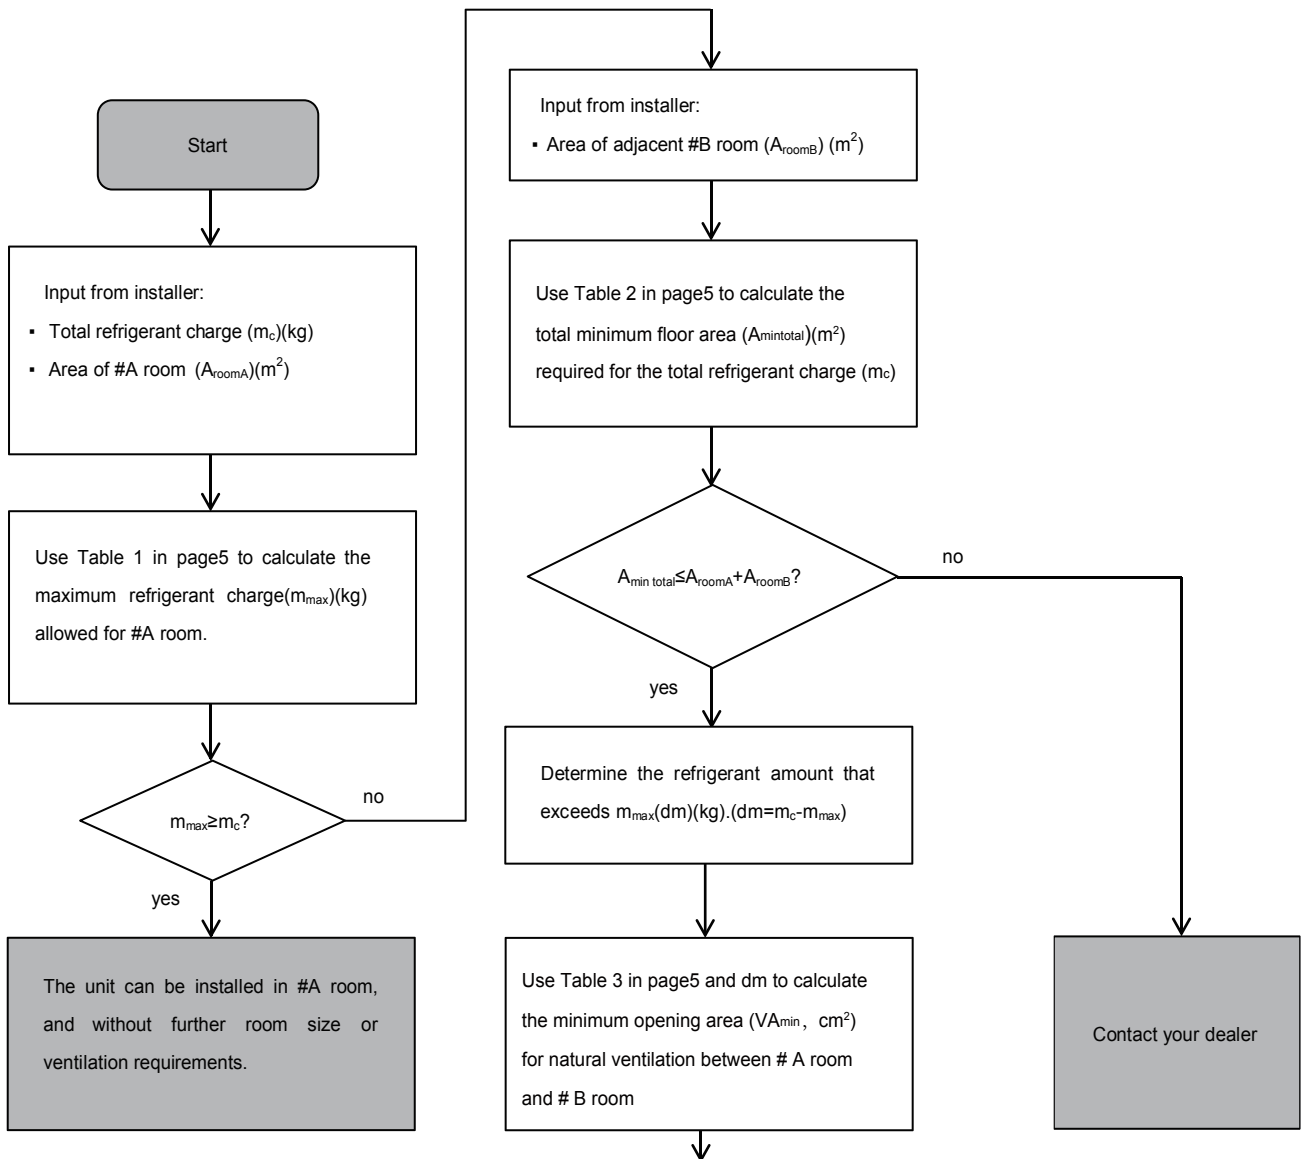 Start
Input from installer:
▪ Total refrigerant charge (mc)(kg)
▪ Area of #A room (AroomA)(m²)
Use Table 1 in page5 to calculate the
maximum refrigerant charge(mmax)(kg)
allowed for #A room.
mmax≥mc?
no
yes
The unit can be installed in #A room,
and without further room size or
ventilation requirements.
Input from installer:
▪ Area of adjacent #B room (AroomB) (m²)
Use Table 2 in page5 to calculate the
total minimum floor area (Amintotal)(m²)
required for the total refrigerant charge (mc)
Amin total≤AroomA+AroomB?
no
yes
Determine the refrigerant amount that
exceeds mmax(dm)(kg).(dm=mc-mmax)
Use Table 3 in page5 and dm to calculate
the minimum opening area (VAmin, cm²)
for natural ventilation between # A room
and # B room
Contact your dealer